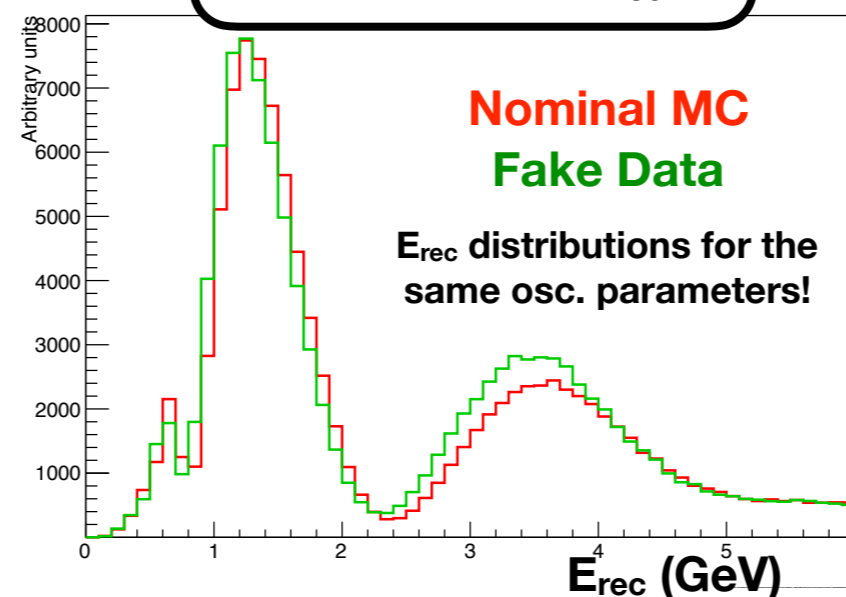 Arbitrary units
8000
7000
6000
5000
4000
3000
2000
1000
Nominal MC
Fake Data
Erec distributions for the
same osc. parameters!
0 1 2 3 4 5
Erec (GeV)